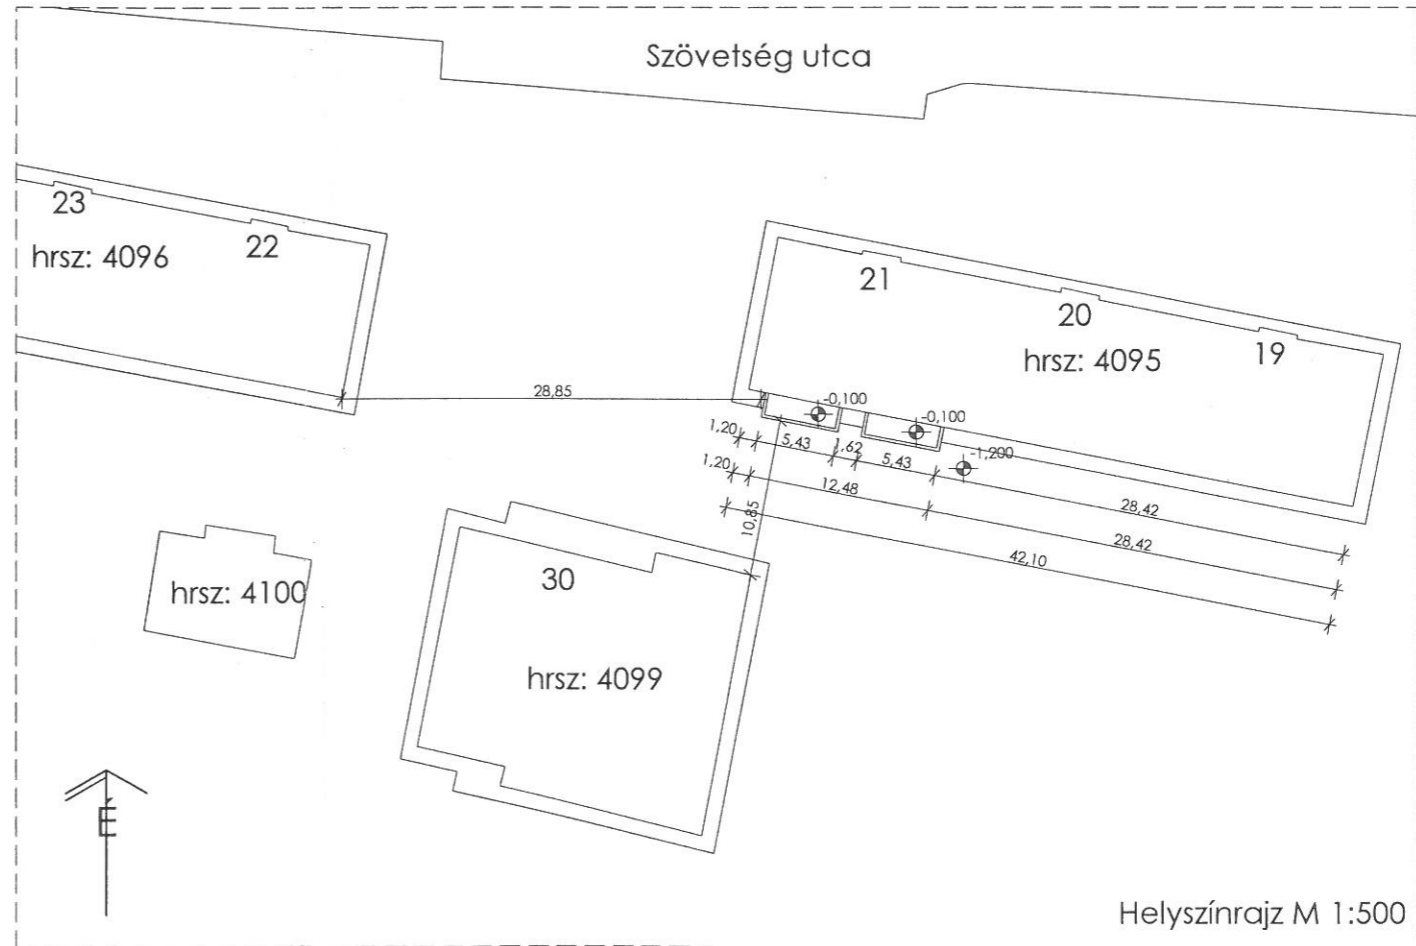 Szövetség utca
23
22
hrsz: 4096
21
20
19
hrsz: 4095
28,85
-0,100
-0,100
-1,200
1,20
5,43
1,62
5,43
28,42
1,20
12,48
28,42
42,10
10,85
30
hrsz: 4100
hrsz: 4099
É
Helyszínrajz M 1:500